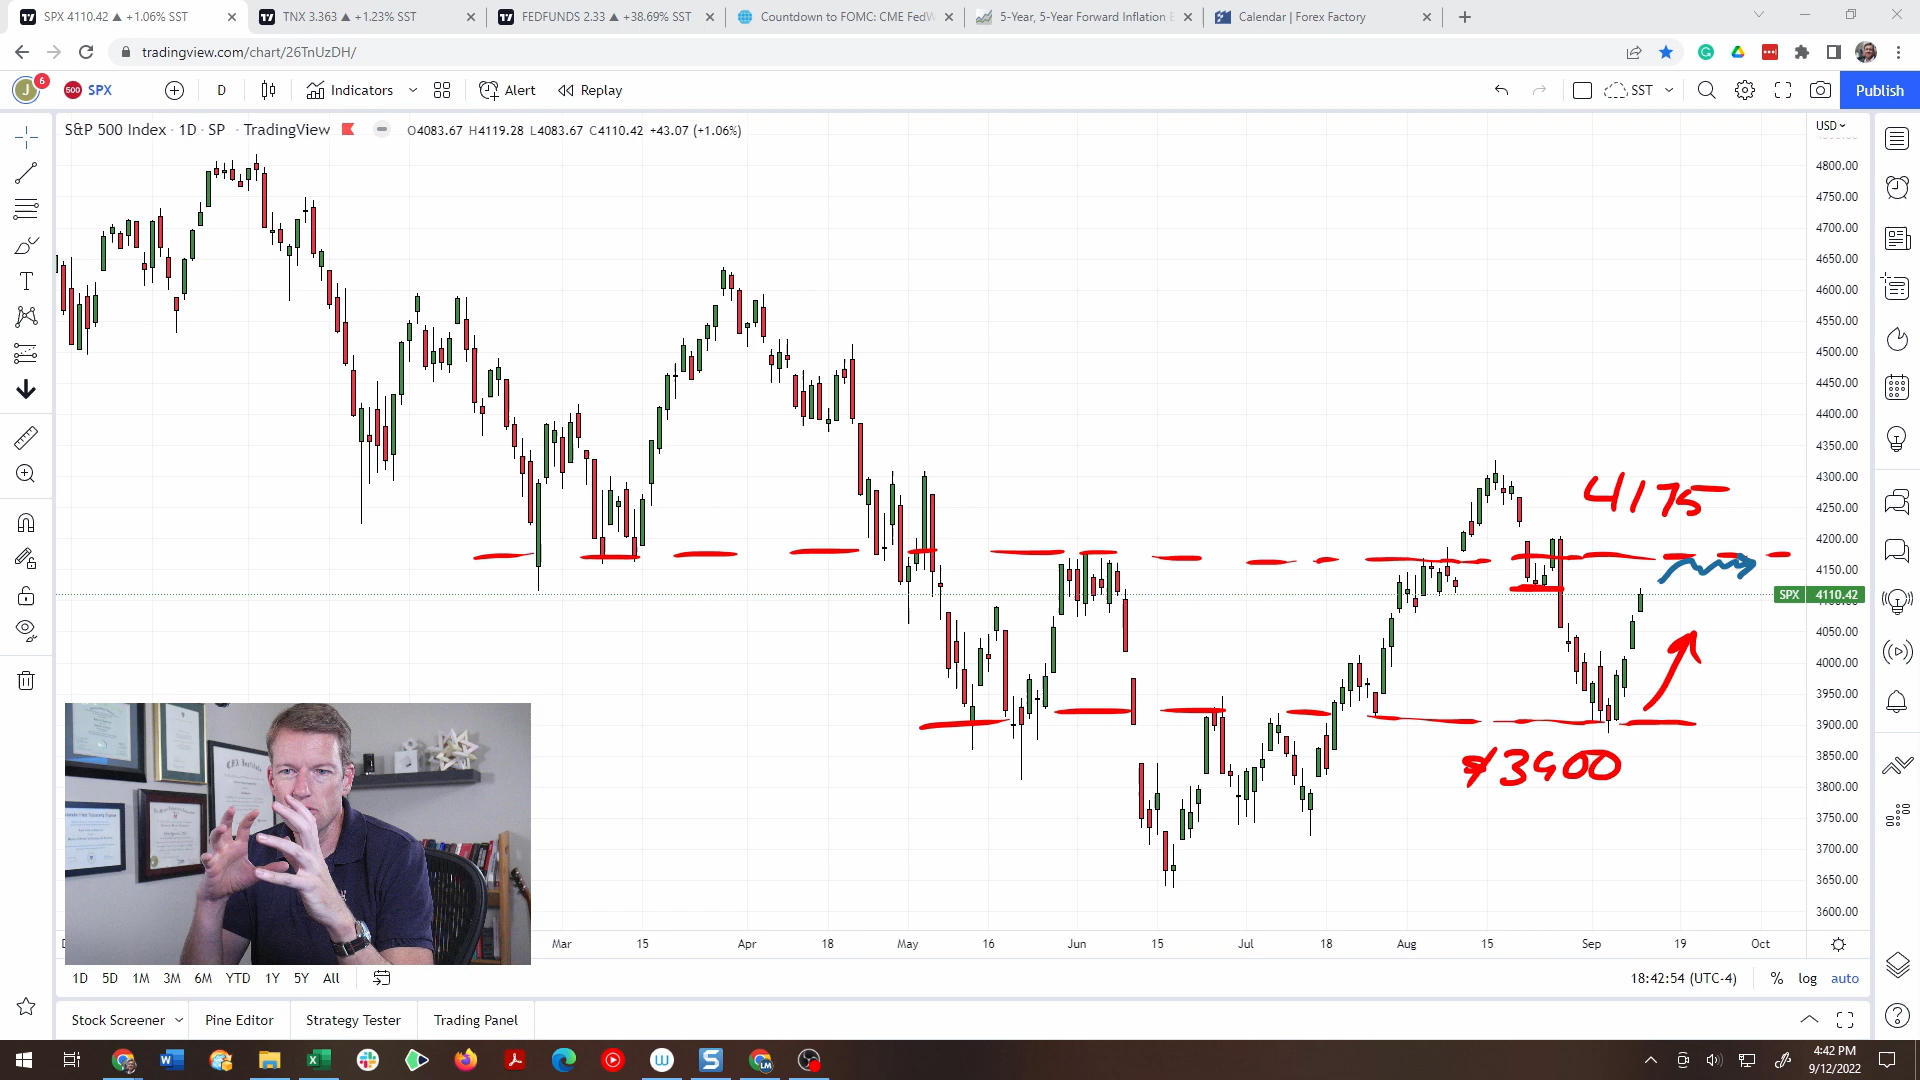 SPX 4110.42 ▲ +1.06% SST
TNX 3.363 ▲ +1.23% SST
FEDFUNDS 2.33 ▲ +38.69% SST
Countdown to FOMC: CME FedW
5-Year, 5-Year Forward Inflation E
Calendar | Forex Factory
tradingview.com/chart/26TnUzDH/
J 6 500 SPX D Indicators Alert Replay SST Publish
S&P 500 Index · 1D · SP · TradingView O4083.67 H4119.28 L4083.67 C4110.42 +43.07 (+1.06%)
USD
4800.00
4750.00
4700.00
4650.00
4600.00
4550.00
4500.00
4450.00
4400.00
4350.00
4300.00
4250.00
4200.00
4150.00
SPX 4110.42
4050.00
4000.00
3950.00
3900.00
3850.00
3800.00
3750.00
3700.00
3650.00
3600.00
4175
3900
Mar 15 Apr 18 May 16 Jun 15 Jul 18 Aug 15 Sep 19 Oct
1D 5D 1M 3M 6M YTD 1Y 5Y All
18:42:54 (UTC-4) % log auto
Stock Screener Pine Editor Strategy Tester Trading Panel
4:42 PM
9/12/2022